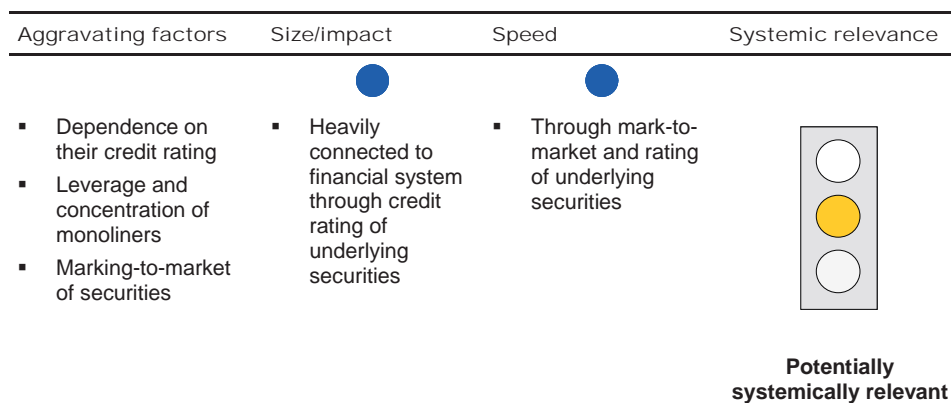 Aggravating factors Size/impact Speed Systemic relevance
▪ Dependence on
their credit rating
▪ Leverage and
concentration of
monoliners
▪ Marking-to-market
of securities
▪ Heavily
connected to
financial system
through credit
rating of
underlying
securities
▪ Through mark-to-
market and rating
of underlying
securities
Potentially
systemically relevant